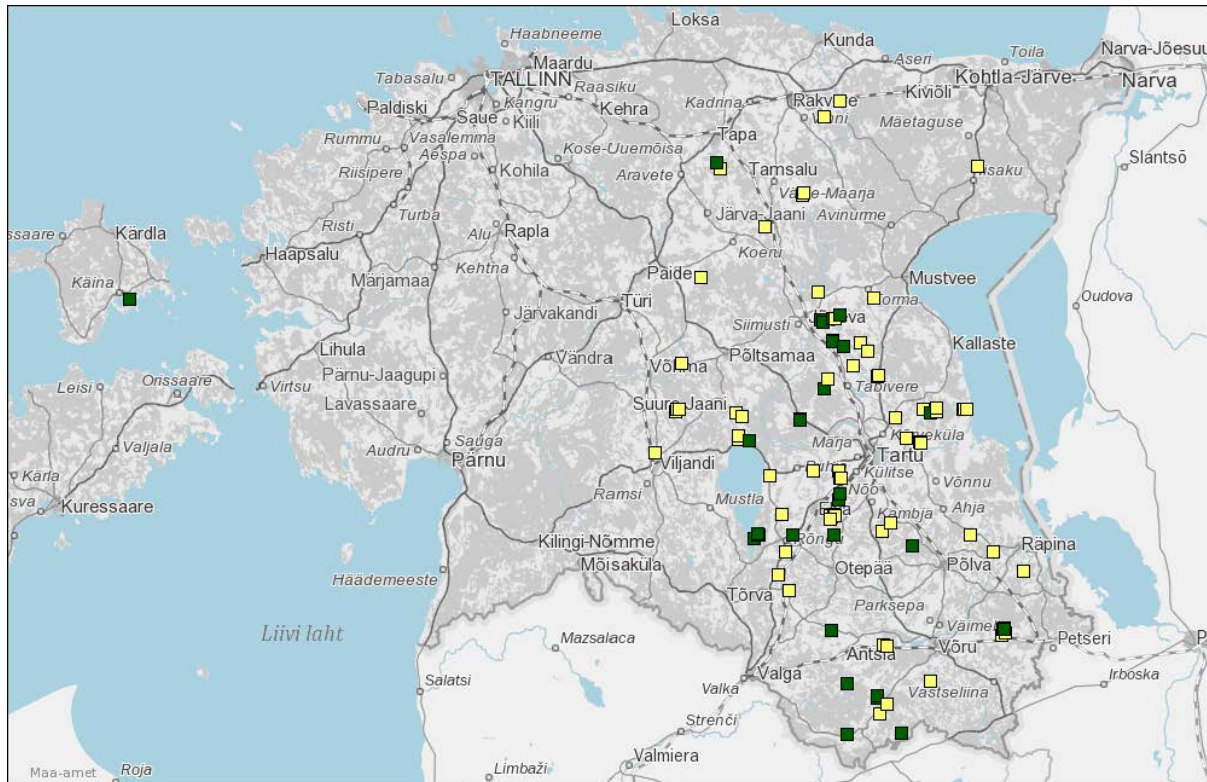 Loksa
Haabneeme
Kunda
Aseri
Toila
Narva-Jõesuu
Maardu
Tabasalu
TALLINN
Raasiku
Kohtla-Järve
Narva
Paldiski
Saue
Kangru
Kehra
Kadrina
Kiviõli
Kiili
Rummu
Vasalemma
Tapa
Mäetaguse
Aespa
Kose-Uuemõisa
Riisipere
Kohila
Aravete
Tamsalu
Slantsõ
Turba
Järva-Jaani
Avinurme
Kärdla
Risti
Alu
Rapla
Haapsalu
Koeru
Käina
Märjamaa
Kehtna
Paide
Mustvee
Türi
Oudova
Järvakandi
Siimusti
Lihula
Vändra
Põltsamaa
Kallaste
Leisi
Orissaare
Virtsu
Pärnu-Jaagupi
Tabivere
Lavassaare
Suure-Jaani
Valjala
Audru
Sauga
Märja
Tartu
Kärla
Pärnu
Viljandi
Külitse
Ramsi
Võnnu
Kuressaare
Mustla
Nõo
Kambja
Ahja
Kilingi-Nõmme
Rõngu
Räpina
Häädemeeste
Mõisaküla
Otepää
Põlva
Tõrva
Parksepa
Liivi laht
Mazsalaca
Antsla
Võru
Petseri
Valga
Salatsi
Valka
Vastseliina
Irboska
Strenči
Valmiera
Maa-amet
Roja
Limbaži